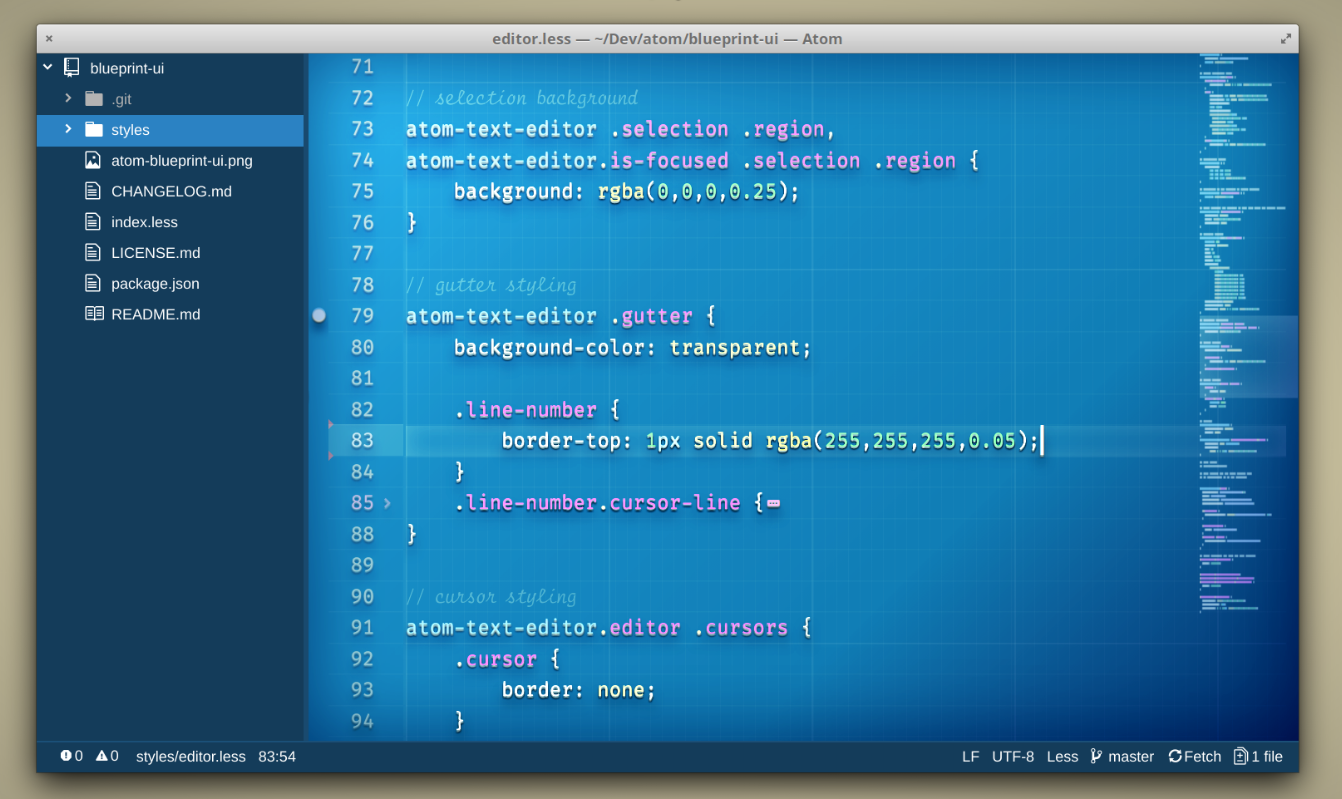 editor.less — ~/Dev/atom/blueprint-ui — Atom
blueprint-ui
.git
styles
atom-blueprint-ui.png
CHANGELOG.md
index.less
LICENSE.md
package.json
README.md
71
72 // selection background
73 atom-text-editor .selection .region,
74 atom-text-editor.is-focused .selection .region {
75     background: rgba(0,0,0,0.25);
76 }
77
78 // gutter styling
79 atom-text-editor .gutter {
80     background-color: transparent;
81
82     .line-number {
83         border-top: 1px solid rgba(255,255,255,0.05);
84     }
85     .line-number.cursor-line {
88 }
89
90 // cursor styling
91 atom-text-editor.editor .cursors {
92     .cursor {
93         border: none;
94     }
0 0 styles/editor.less 83:54 LF UTF-8 Less master Fetch 1 file